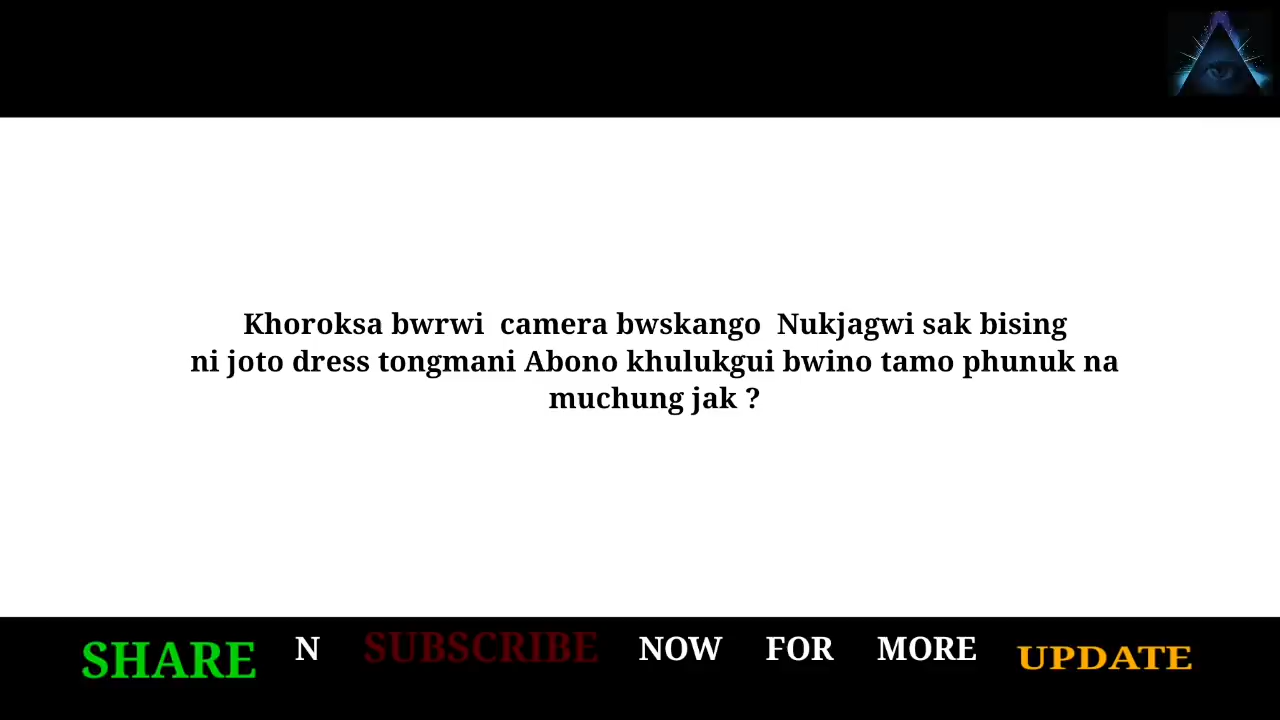 Khoroksa bwrwi camera bwskango Nukjagwi sak bising
ni joto dress tongmani Abono khulukgui bwino tamo phunuk na
muchung jak ?
SHARE N SUBSCRIBE NOW FOR MORE UPDATE